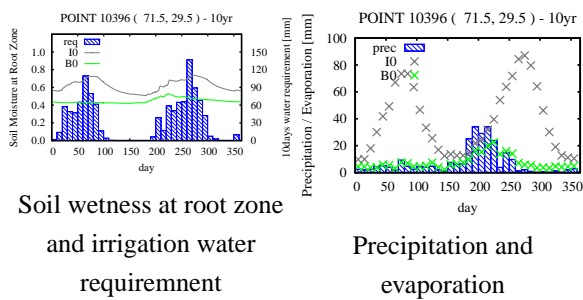 POINT 10396 ( 71.5, 29.5 ) - 10yr
Soil Moisture at Root Zone
1.0
0.8
0.6
0.4
0.2
0.0
req
I0
B0
150
120
90
60
30
0
10days water requirement [mm]
0 50 100 150 200 250 300 350
day
Soil wetness at root zone
and irrigation water
requiremnent
POINT 10396 ( 71.5, 29.5 ) - 10yr
Precipitation / Evaporation [mm]
100
80
60
40
20
0
prec
I0
B0
0 50 100 150 200 250 300 350
day
Precipitation and
evaporation